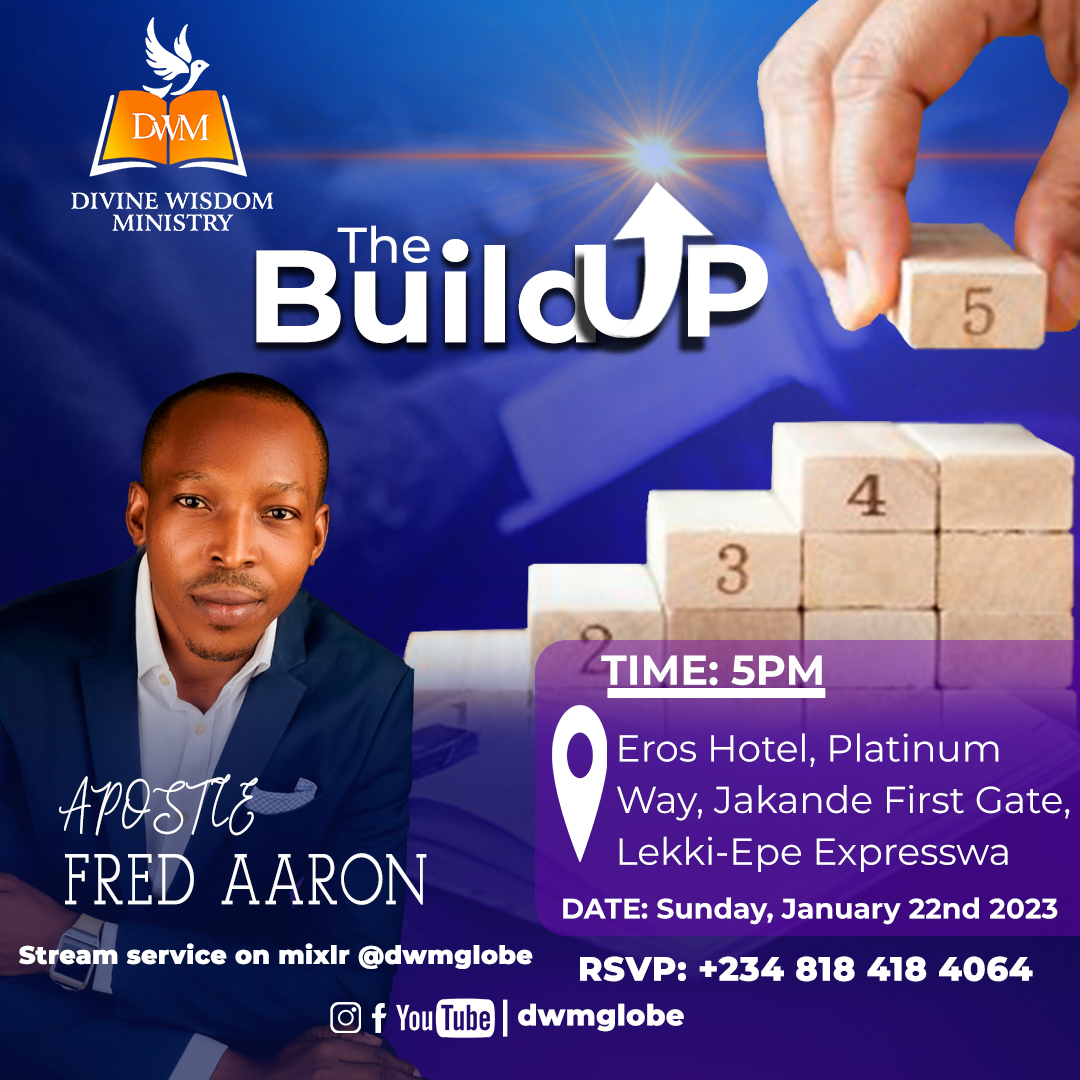 DWM
DIVINE WISDOM
MINISTRY
The
BuildUP
5
4
3
2
1
TIME: 5PM
Eros Hotel, Platinum
Way, Jakande First Gate,
Lekki-Epe Expresswa
DATE: Sunday, January 22nd 2023
RSVP: +234 818 418 4064
APOSTLE
FRED AARON
Stream service on mixlr @dwmglobe
f YouTube | dwmglobe